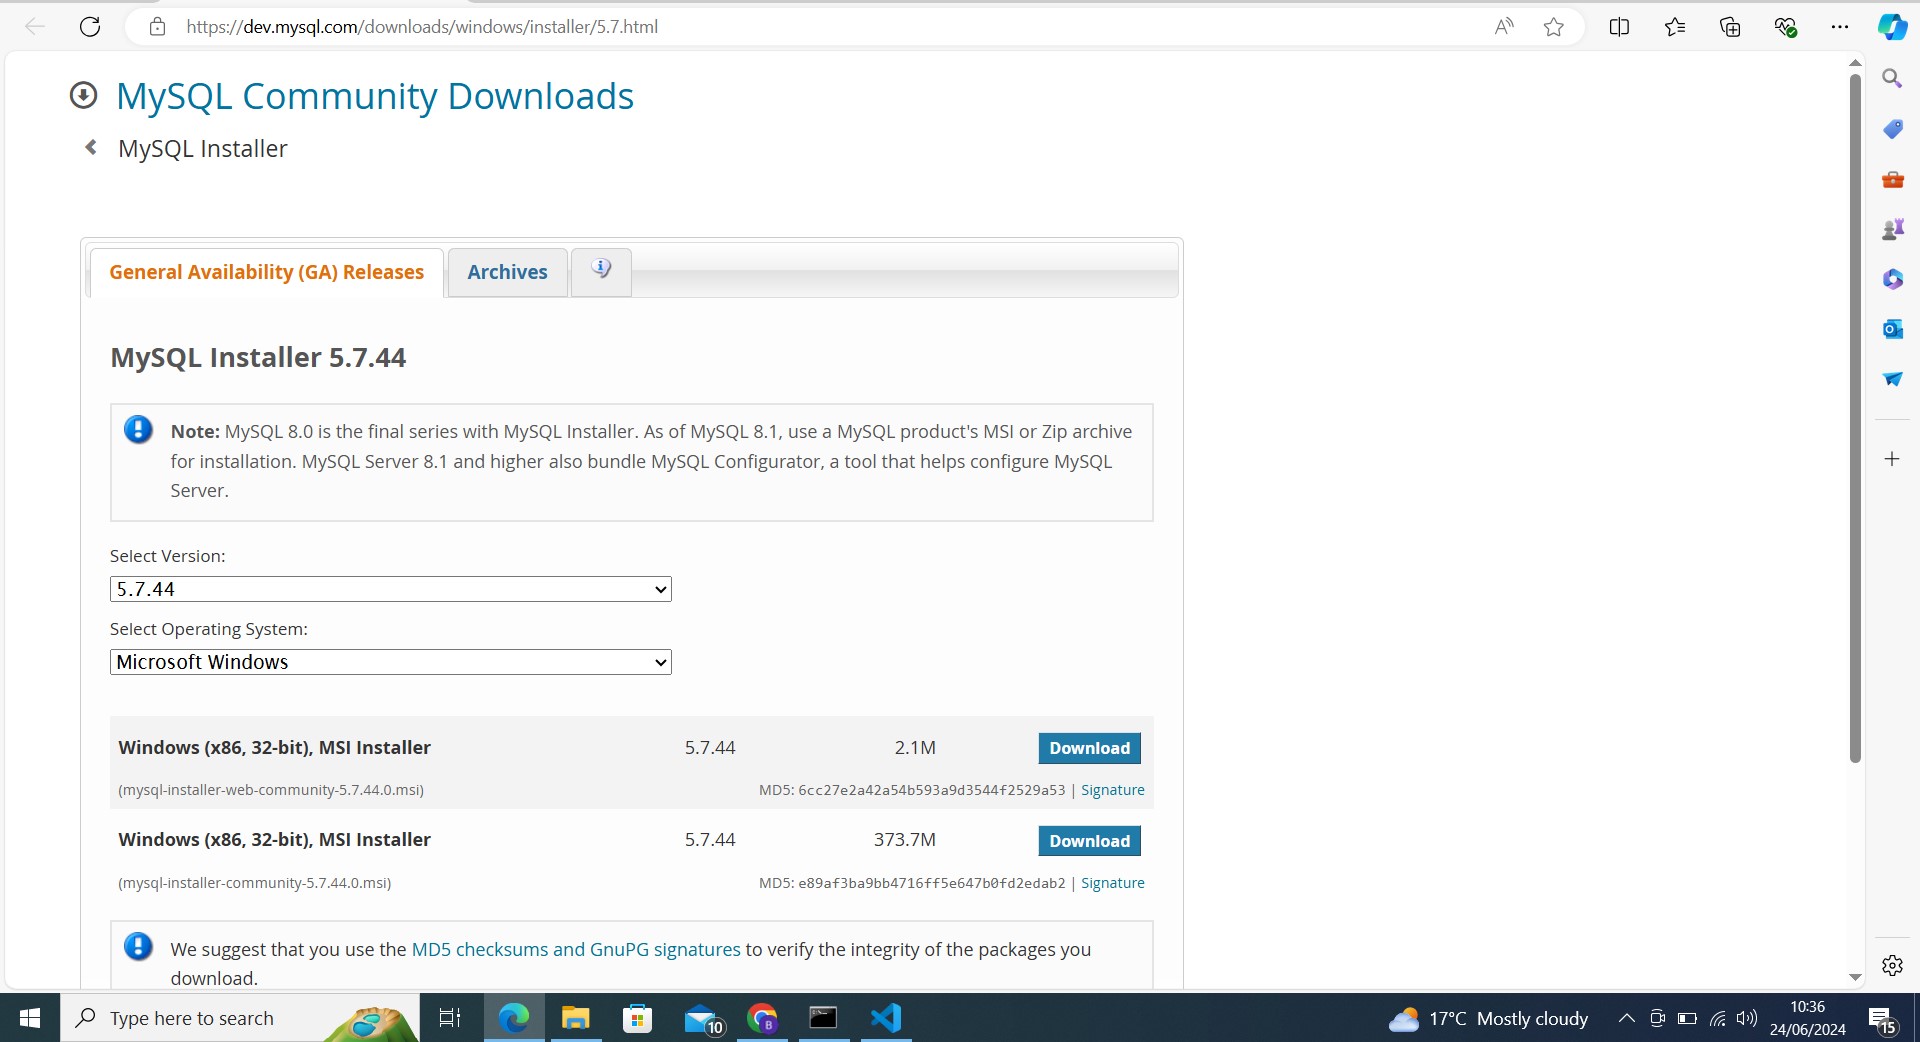 https://dev.mysql.com/downloads/windows/installer/5.7.html
MySQL Community Downloads
MySQL Installer
General Availability (GA) Releases
Archives
MySQL Installer 5.7.44
Note: MySQL 8.0 is the final series with MySQL Installer. As of MySQL 8.1, use a MySQL product's MSI or Zip archive
for installation. MySQL Server 8.1 and higher also bundle MySQL Configurator, a tool that helps configure MySQL
Server.
Select Version:
5.7.44
Select Operating System:
Microsoft Windows
Windows (x86, 32-bit), MSI Installer 5.7.44 2.1M Download
(mysql-installer-web-community-5.7.44.0.msi) MD5: 6cc27e2a42a54b593a9d3544f2529a53 | Signature
Windows (x86, 32-bit), MSI Installer 5.7.44 373.7M Download
(mysql-installer-community-5.7.44.0.msi) MD5: e89af3ba9bb4716ff5e647b0fd2edab2 | Signature
We suggest that you use the MD5 checksums and GnuPG signatures to verify the integrity of the packages you
download.
Type here to search
10
B
17°C Mostly cloudy
10:36
24/06/2024
15